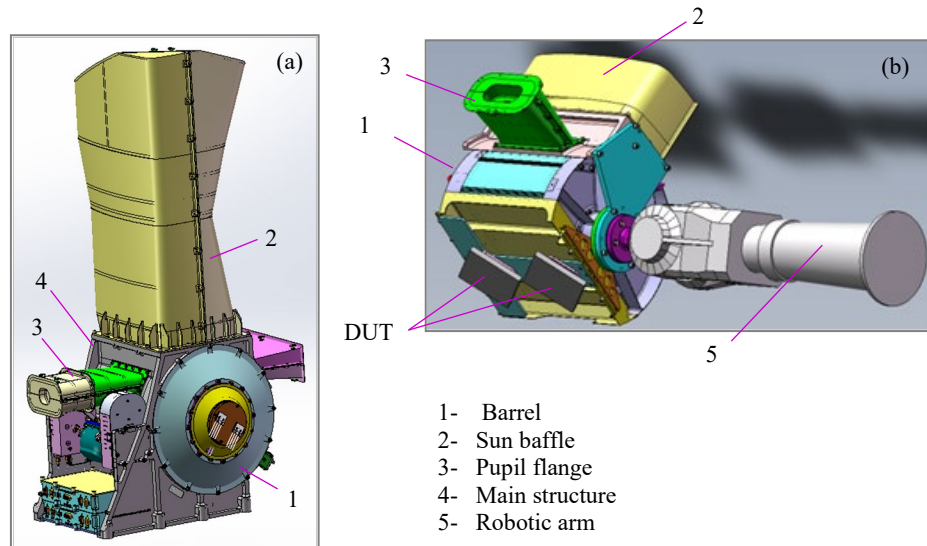 (a)
2
4
3
1
2
3
(b)
1
DUT
5
1- Barrel
2- Sun baffle
3- Pupil flange
4- Main structure
5- Robotic arm